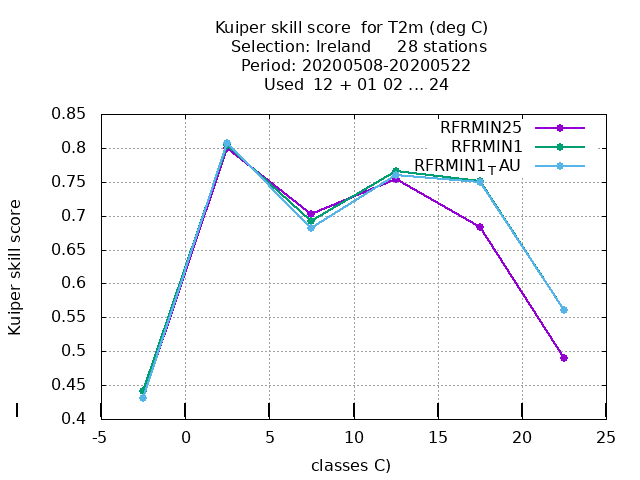 Kuiper skill score  for T2m (deg C)
Selection: Ireland     28 stations
Period: 20200508-20200522
Used  12 + 01 02 ... 24
RFRMIN25
RFRMIN1
RFRMIN1_TAU
0.85
0.8
0.75
0.7
0.65
0.6
0.55
0.5
0.45
0.4
-5
0
5
10
15
20
25
Kuiper skill score
classes C)